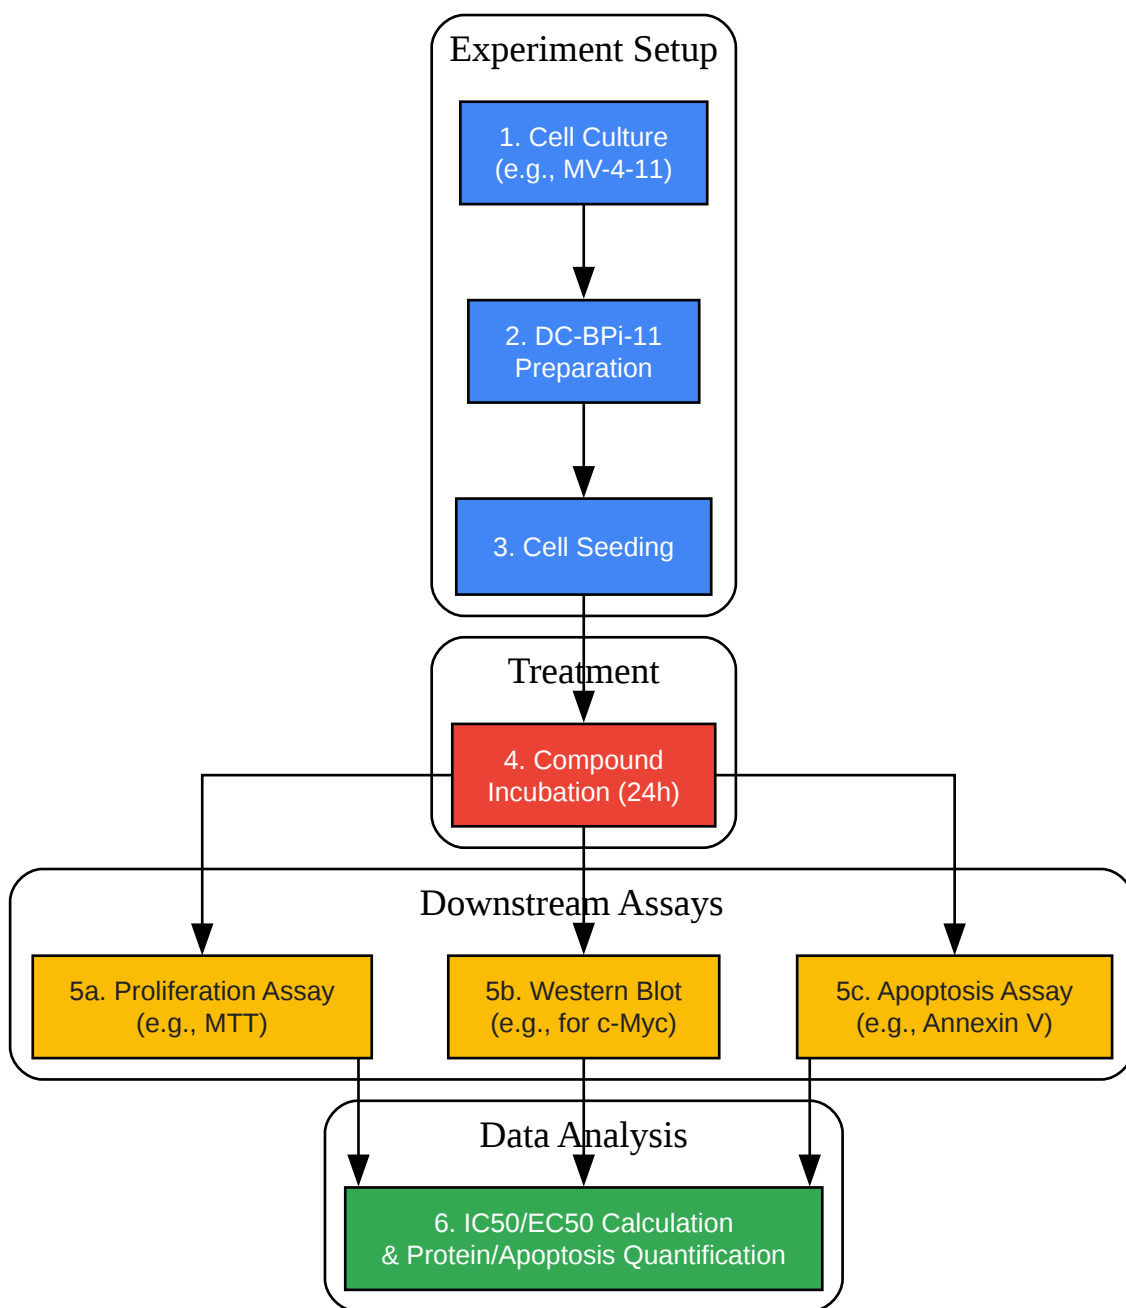 Experiment Setup
1. Cell Culture
(e.g., MV-4-11)
2. DC-BPi-11
Preparation
3. Cell Seeding
Treatment
4. Compound
Incubation (24h)
Downstream Assays
5a. Proliferation Assay
(e.g., MTT)
5b. Western Blot
(e.g., for c-Myc)
5c. Apoptosis Assay
(e.g., Annexin V)
Data Analysis
6. IC50/EC50 Calculation
& Protein/Apoptosis Quantification